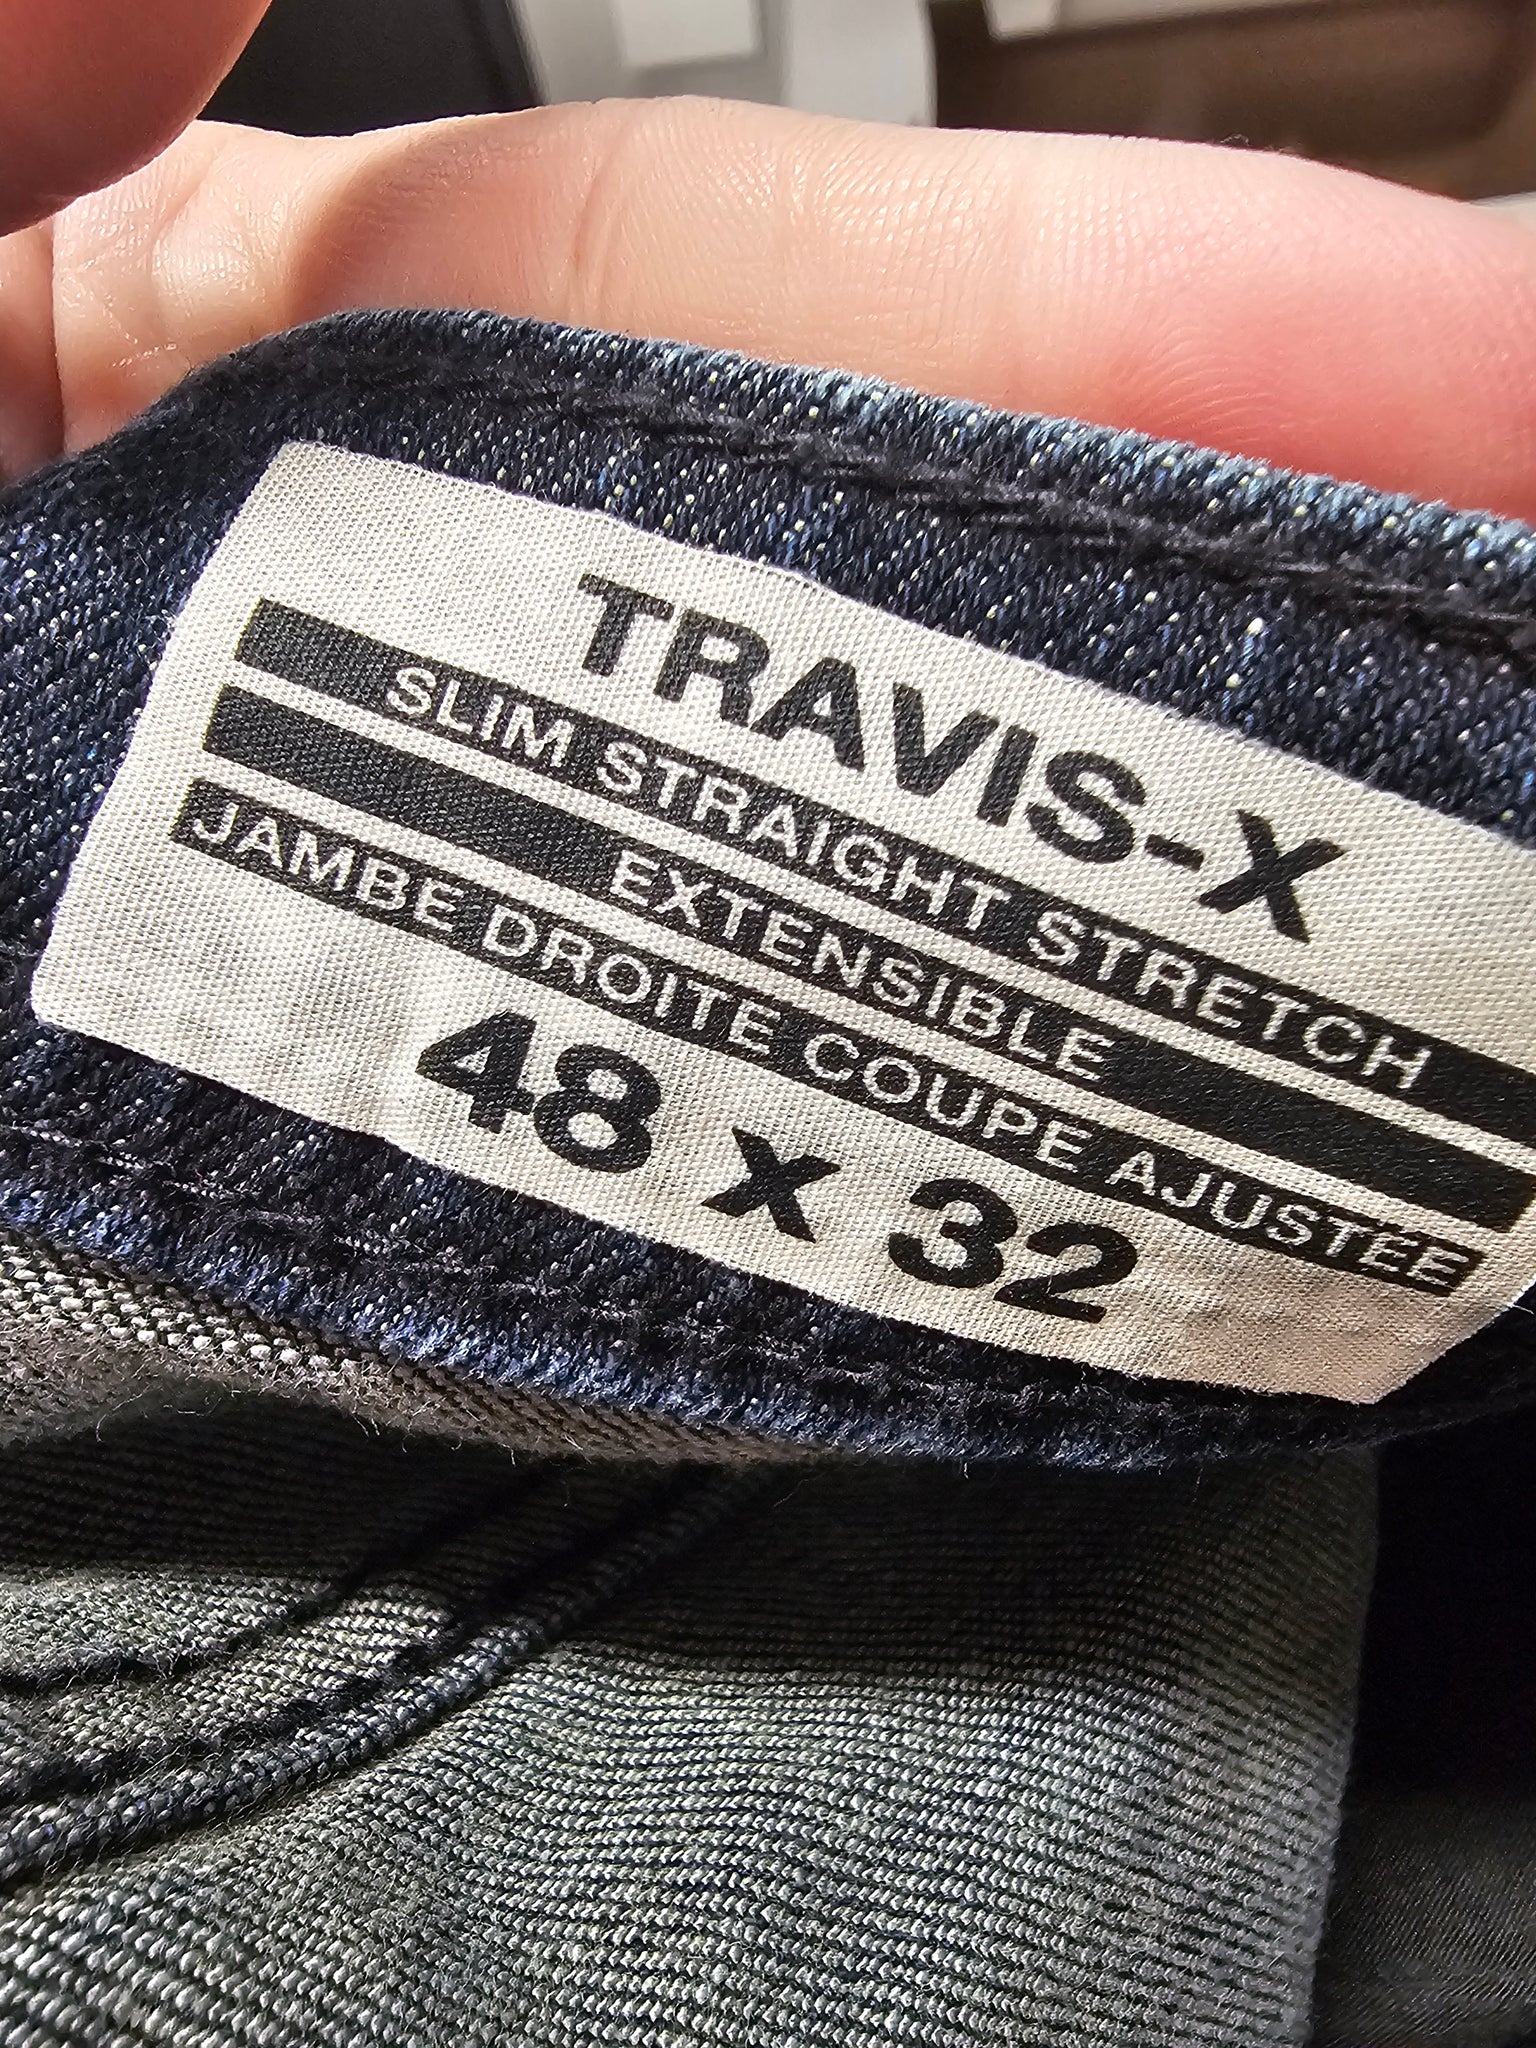 TRAVIS-X
SLIM STRAIGHT STRETCH
EXTENSIBLE
JAMBE DROITE COUPE AJUSTÉE
48 x 32